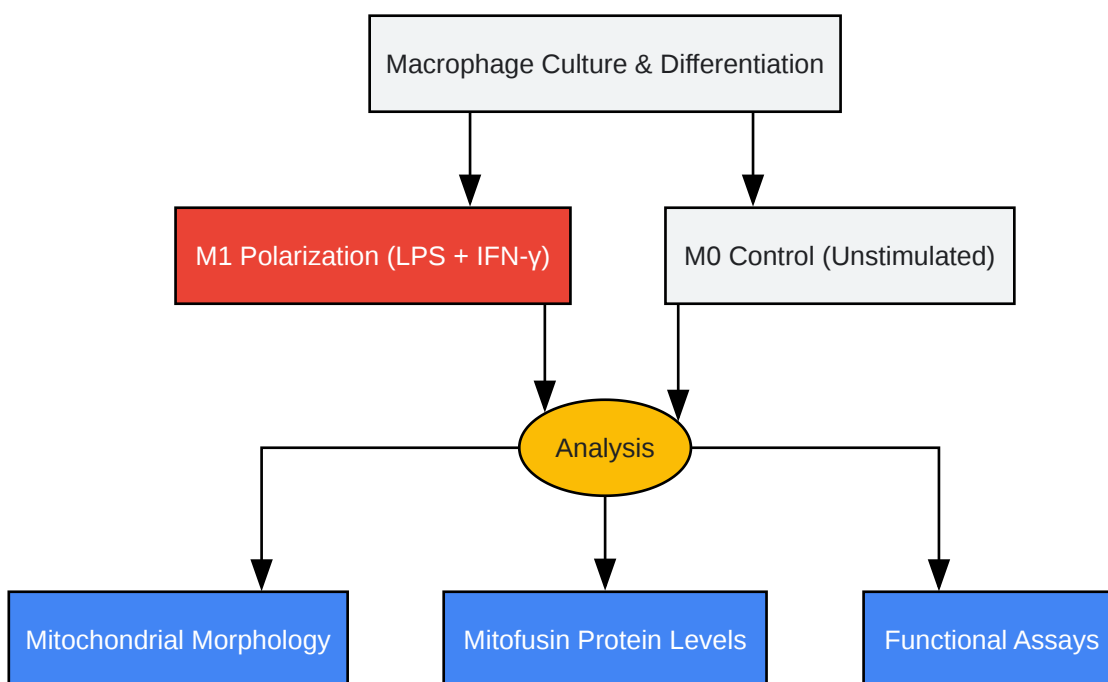 Macrophage Culture & Differentiation
M1 Polarization (LPS + IFN-γ)
M0 Control (Unstimulated)
Analysis
Mitochondrial Morphology
Mitofusin Protein Levels
Functional Assays